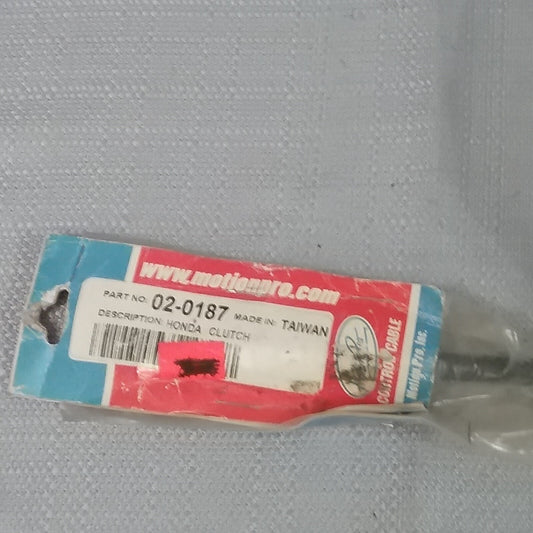 www.motionpro.com
PART NO: 02-0187 MADE IN: TAIWAN
DESCRIPTION: HONDA CLUTCH
CONTROL CABLE
Motion Pro, Inc.